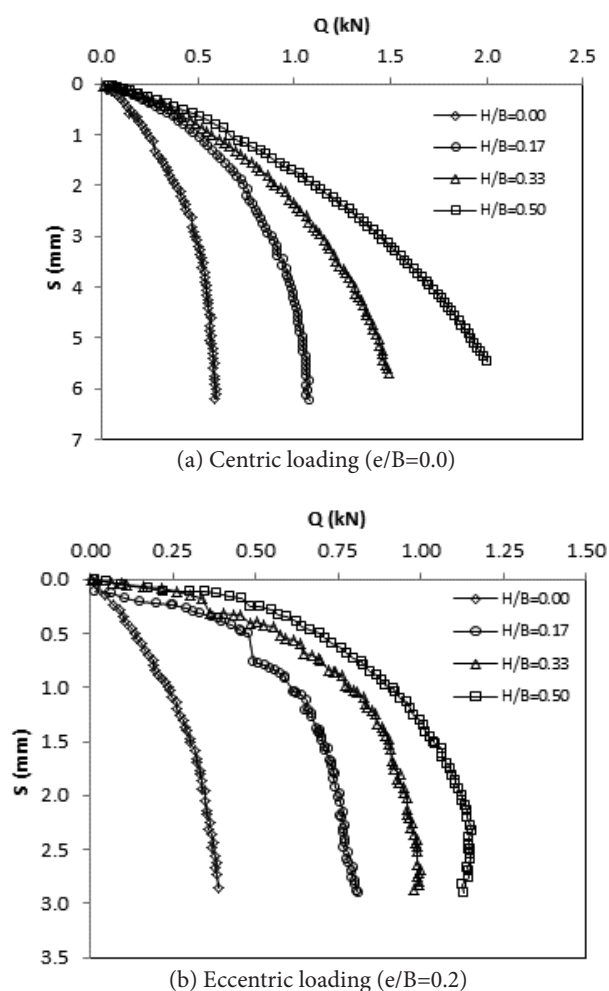 Q (kN)
0.0 0.5 1.0 1.5 2.0 2.5
0
1
2
3
4
5
6
7
S (mm)
H/B=0.00
H/B=0.17
H/B=0.33
H/B=0.50
(a) Centric loading (e/B=0.0)
Q (kN)
0.00 0.25 0.50 0.75 1.00 1.25 1.50
0.0
0.5
1.0
1.5
2.0
2.5
3.0
3.5
S (mm)
H/B=0.00
H/B=0.17
H/B=0.33
H/B=0.50
(b) Eccentric loading (e/B=0.2)